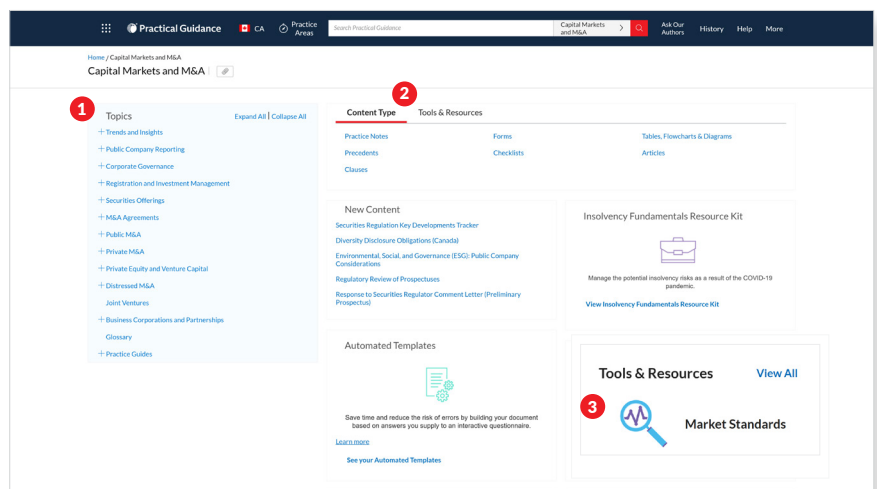 Practical Guidance
CA
Practice
Areas
Search Practical Guidance
Capital Markets
and M&A
Ask Our
Authors
History
Help
More
Home / Capital Markets and M&A
Capital Markets and M&A
1
Topics
Expand All | Collapse All
+ Trends and Insights
+ Public Company Reporting
+ Corporate Governance
+ Registration and Investment Management
+ Securities Offerings
+ M&A Agreements
+ Public M&A
+ Private M&A
+ Private Equity and Venture Capital
+ Distressed M&A
Joint Ventures
+ Business Corporations and Partnerships
Glossary
+ Practice Guides
2
Content Type
Tools & Resources
Practice Notes
Forms
Tables, Flowcharts & Diagrams
Precedents
Checklists
Articles
Clauses
New Content
Securities Regulation Key Developments Tracker
Diversity Disclosure Obligations (Canada)
Environmental, Social, and Governance (ESG): Public Company
Considerations
Regulatory Review of Prospectuses
Response to Securities Regulator Comment Letter (Preliminary
Prospectus)
Insolvency Fundamentals Resource Kit
Manage the potential insolvency risks as a result of the COVID-19
pandemic.
View Insolvency Fundamentals Resource Kit
Automated Templates
Save time and reduce the risk of errors by building your document
based on answers you supply to an interactive questionnaire.
Learn more
See your Automated Templates
Tools & Resources
View All
3
Market Standards